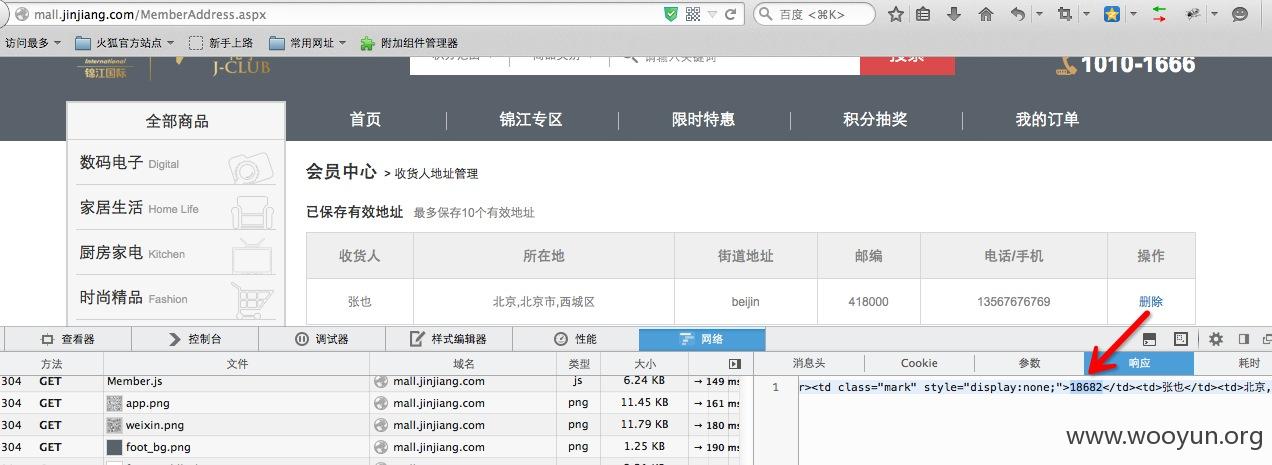 mall.jinjiang.com/MemberAddress.aspx
百度 <⌘K>
访问最多
火狐官方站点
新手上路
常用网址
附加组件管理器
International
锦江国际
J-CLUB
请输入关键词
搜索
1010-1666
全部商品
首页
锦江专区
限时特惠
积分抽奖
我的订单
数码电子 Digital
家居生活 Home Life
厨房家电 Kitchen
时尚精品 Fashion
会员中心 > 收货人地址管理
已保存有效地址 最多保存10个有效地址
收货人 所在地 街道地址 邮编 电话/手机 操作
张也 北京,北京市,西城区 beijin 418000 13567676769 删除
查看器 控制台 调试器 样式编辑器 性能 网络
方法 文件 域名 类型 大小
消息头 Cookie 参数 响应 耗时
304 GET Member.js mall.jinjiang.com js 6.24 KB → 149 ms
304 GET app.png mall.jinjiang.com png 11.45 KB → 161 ms
304 GET weixin.png mall.jinjiang.com png 11.79 KB → 180 ms
304 GET foot_bg.png mall.jinjiang.com png 1.25 KB → 190 ms
1 r><td class="mark" style="display:none;">18682</td><td>张也</td><td>北京,
www.wooyun.org